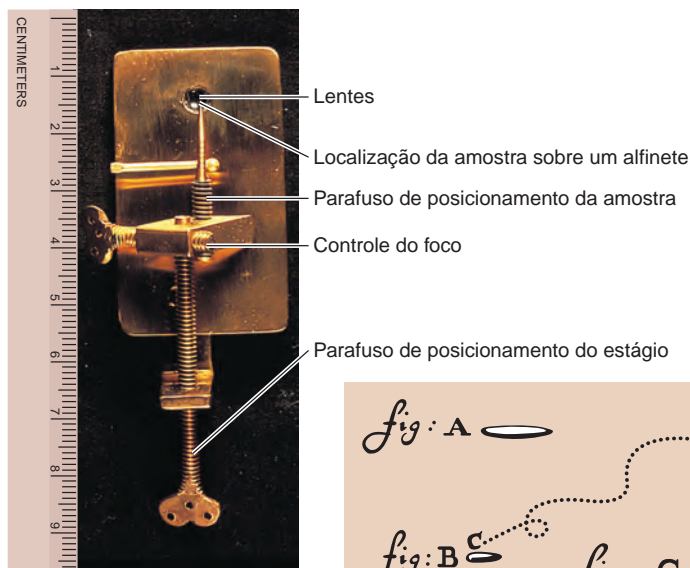 CENTIMETERS
1
2
3
4
5
6
7
8
9
Lentes
Localização da amostra sobre um alfinete
Parafuso de posicionamento da amostra
Controle do foco
Parafuso de posicionamento do estágio
fig: A
C
fig: B